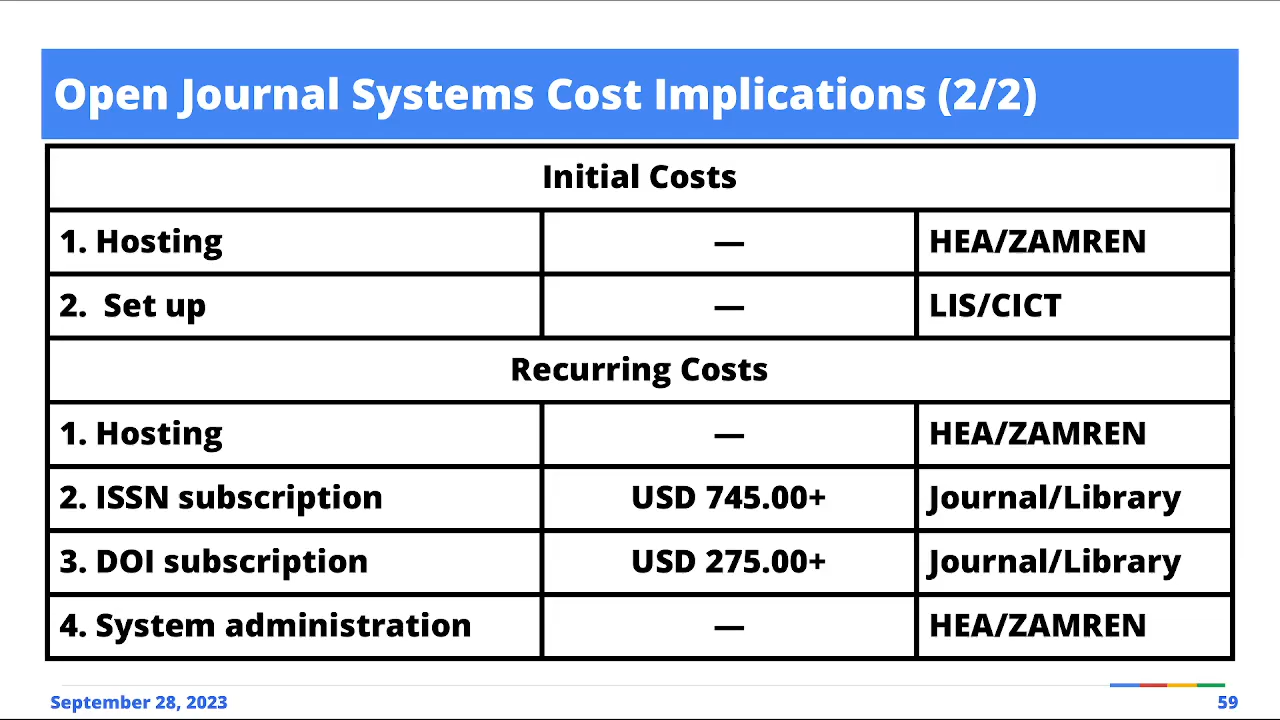 Open Journal Systems Cost Implications (2/2)
Initial Costs
1. Hosting — HEA/ZAMREN
2. Set up — LIS/CICT
Recurring Costs
1. Hosting — HEA/ZAMREN
2. ISSN subscription USD 745.00+ Journal/Library
3. DOI subscription USD 275.00+ Journal/Library
4. System administration — HEA/ZAMREN
September 28, 2023 59